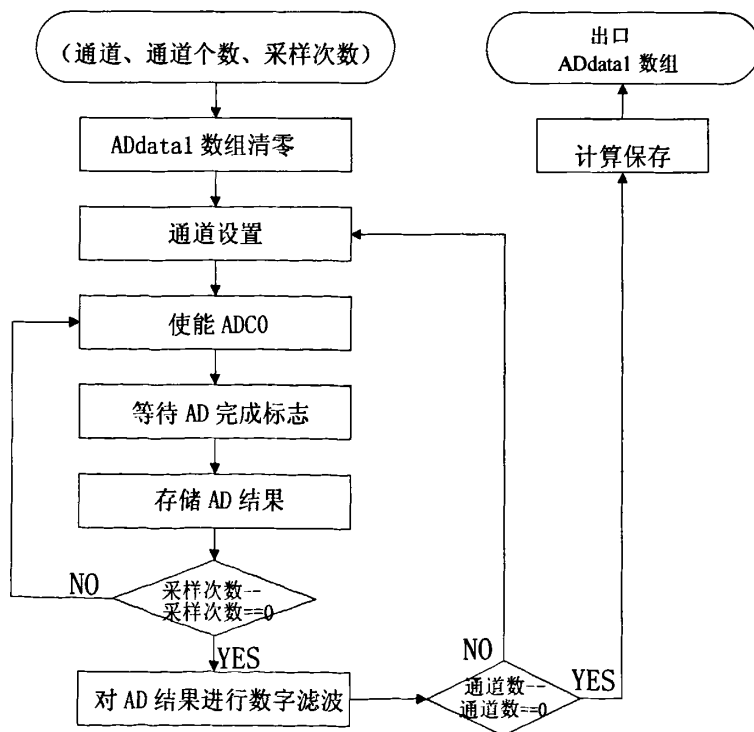 (通道、通道个数、采样次数)
ADdata1 数组清零
通道设置
使能 ADC0
等待 AD 完成标志
存储 AD 结果
NO
采样次数--
采样次数==0
YES
对AD 结果进行数字滤波
NO
通道数--
通道数==0
YES
计算保存
出口
ADdata1 数组